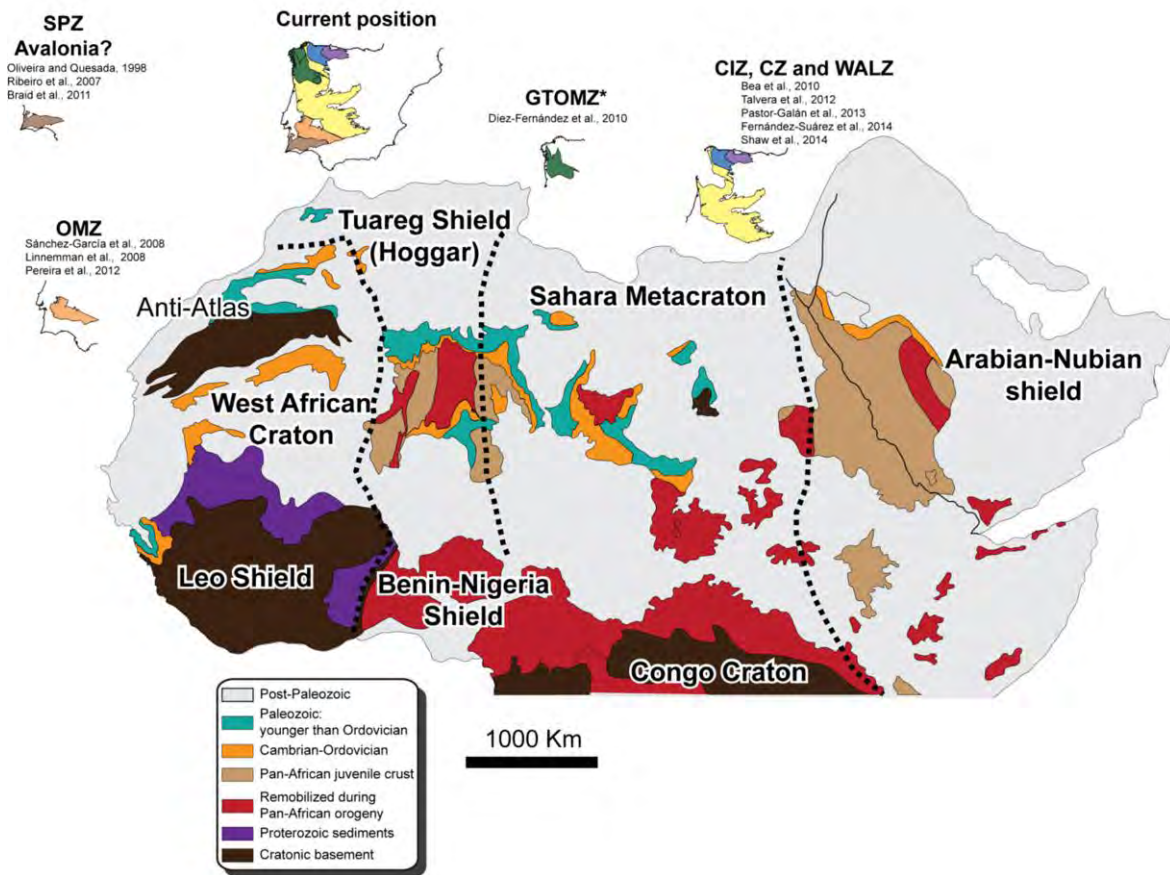 SPZ
Avalonia?
Oliveira and Quesada, 1998
Ribeiro et al., 2007
Braid et al., 2011
Current position
GTOMZ*
Díez-Fernández et al., 2010
CIZ, CZ and WALZ
Bea et al., 2010
Talvera et al., 2012
Pastor-Galán et al., 2013
Fernández-Suárez et al., 2014
Shaw et al., 2014
OMZ
Sánchez-García et al., 2008
Linnemman et al., 2008
Pereira et al., 2012
Tuareg Shield
(Hoggar)
Anti-Atlas
Sahara Metacraton
Arabian-Nubian
shield
West African
Craton
Leo Shield
Benin-Nigeria
Shield
Congo Craton
Post-Paleozoic
Paleozoic:
younger than Ordovician
Cambrian-Ordovician
Pan-African juvenile crust
Remobilized during
Pan-African orogeny
Proterozoic sediments
Cratonic basement
1000 Km